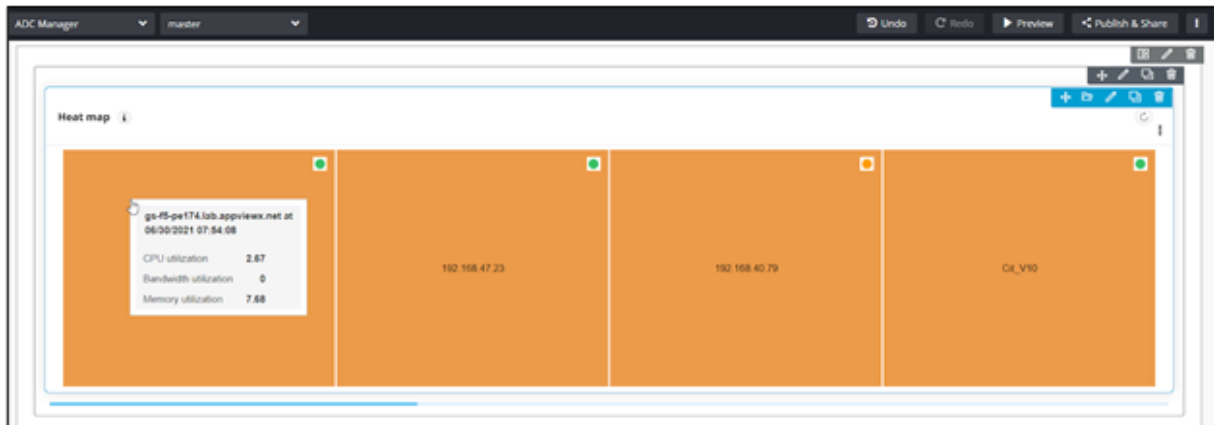 ADC Manager master Undo Redo Preview Publish & Share
Heat map i
gs-f5-pe174.lab.appviewx.net at
06/30/2021 07:54:08
CPU utilization 2.67
Bandwidth utilization 0
Memory utilization 7.68
192.168.47.23
192.168.40.79
Cit_V10